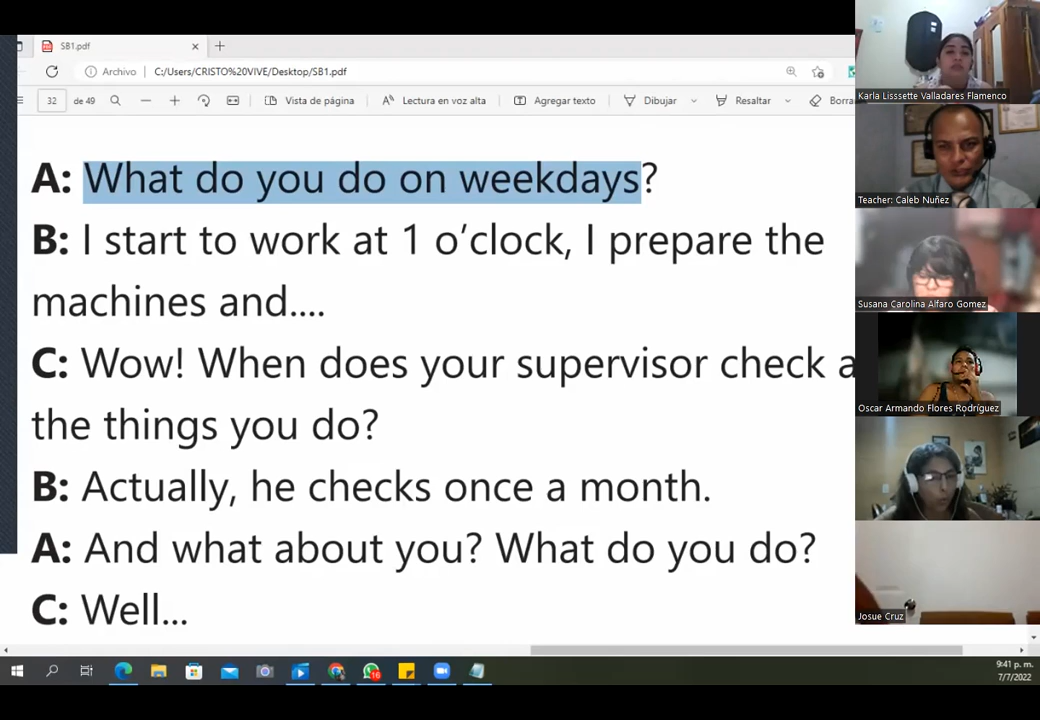 SB1.pdf
Archivo C:/Users/CRISTO%20VIVE/Desktop/SB1.pdf
32 de 49 Vista de página Lectura en voz alta Agregar texto Dibujar Resaltar Borra
A: What do you do on weekdays?
B: I start to work at 1 o’clock, I prepare the
machines and....
C: Wow! When does your supervisor check a
the things you do?
B: Actually, he checks once a month.
A: And what about you? What do you do?
C: Well...
Karla Lisssette Valladares Flamenco
Teacher: Caleb Nuñez
Susana Carolina Alfaro Gomez
Oscar Armando Flores Rodríguez
Josue Cruz
16
9:41 p. m.
7/7/2022